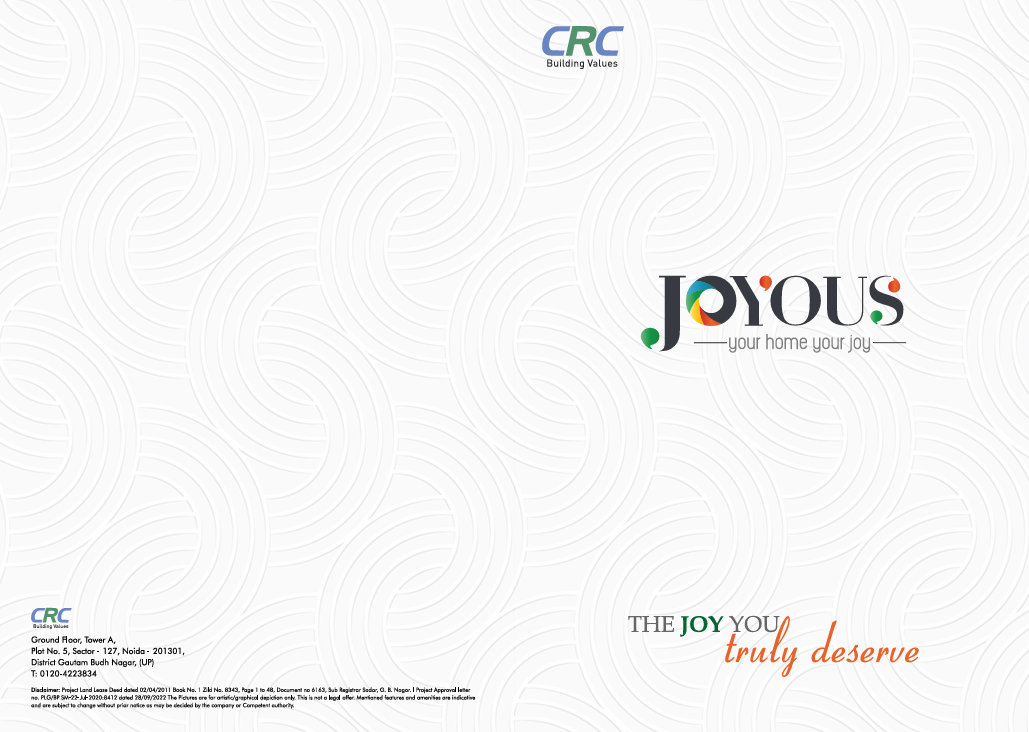 CRC
Building Values
JOYOUS
your home your joy
THE JOY YOU
truly deserve
CRC
Building Values
Ground Floor, Tower A,
Plot No. 5, Sector - 127, Noida - 201301,
District Gautam Budh Nagar, (UP)
T: 0120-4223834
Disclaimer: Project Land Lease Deed dated 02/04/2011 Book No. 1 Zild No. 8343, Page 1 to 48, Document no 6163, Sub Registrar Sadar, G. B. Nagar. | Project Approval letter
no. PLG/BP SM-22-Jul-2020:8412 dated 28/09/2022 The Pictures are for artistic/graphical depiction only. This is not a legal offer. Mentioned features and amenities are indicative
and are subject to change without prior notice as may be decided by the company or Competent authority.